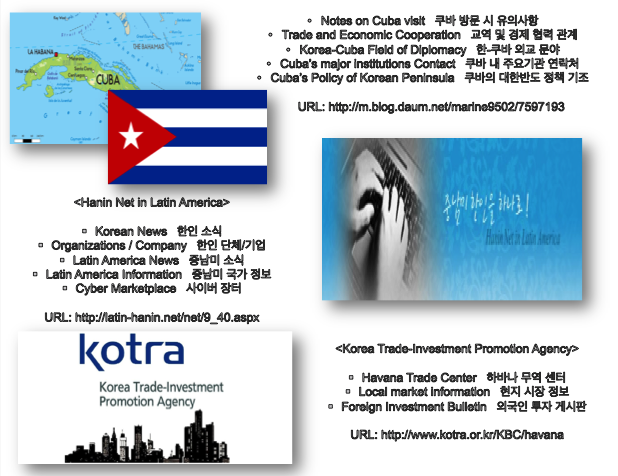 Notes on Cuba visit 쿠바 방문 시 유의사항
Trade and Economic Cooperation 교역 및 경제 협력 관계
Korea-Cuba Field of Diplomacy 한-쿠바 외교 분야
Cuba's major institutions Contact 쿠바 내 주요기관 연락처
Cuba's Policy of Korean Peninsula 쿠바의 대한반도 정책 기조
URL: http://m.blog.daum.net/marine9502/7597193
LA HABANA
THE BAHAMAS
CUBA
<Hanin Net in Latin America>
Korean News 한인 소식
Organizations / Company 한인 단체/기업
Latin America News 중남미 소식
Latin America Information 중남미 국가 정보
Cyber Marketplace 사이버 장터
URL: http://latin-hanin.net/net/9_40.aspx
중남미 한인을 하나로!
Hanin Net in Latin America
kotra
Korea Trade-Investment
Promotion Agency
<Korea Trade-Investment Promotion Agency>
Havana Trade Center 하바나 무역 센터
Local market information 현지 시장 정보
Foreign Investment Bulletin 외국인 투자 게시판
URL: http://www.kotra.or.kr/KBC/havana